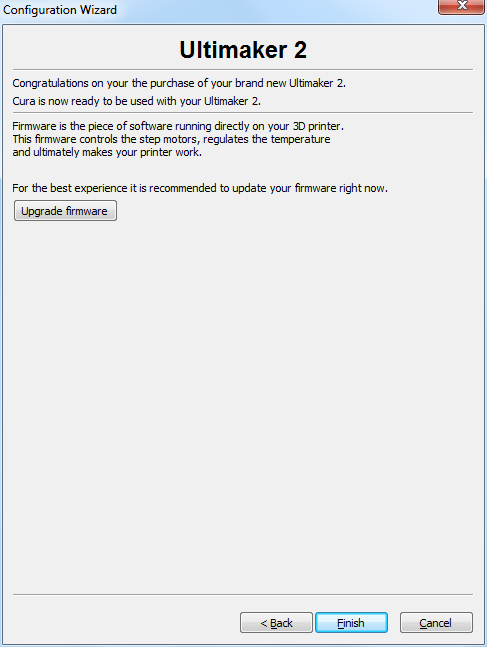 Configuration Wizard
Ultimaker 2
Congratulations on your the purchase of your brand new Ultimaker 2.
Cura is now ready to be used with your Ultimaker 2.
Firmware is the piece of software running directly on your 3D printer.
This firmware controls the step motors, regulates the temperature
and ultimately makes your printer work.
For the best experience it is recommended to update your firmware right now.
Upgrade firmware
< Back
Finish
Cancel